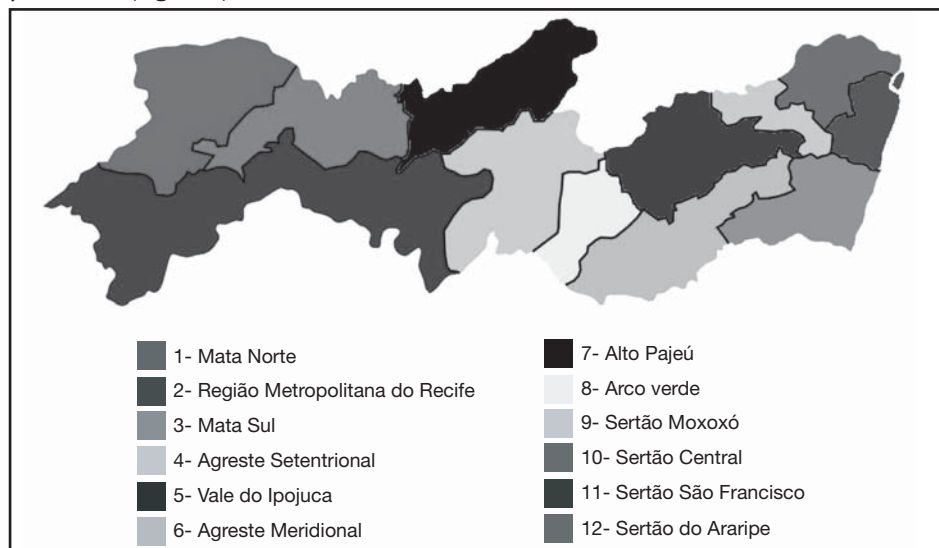 1- Mata Norte
2- Região Metropolitana do Recife
3- Mata Sul
4- Agreste Setentrional
5- Vale do Ipojuca
6- Agreste Meridional
7- Alto Pajeú
8- Arco verde
9- Sertão Moxoxó
10- Sertão Central
11- Sertão São Francisco
12- Sertão do Araripe